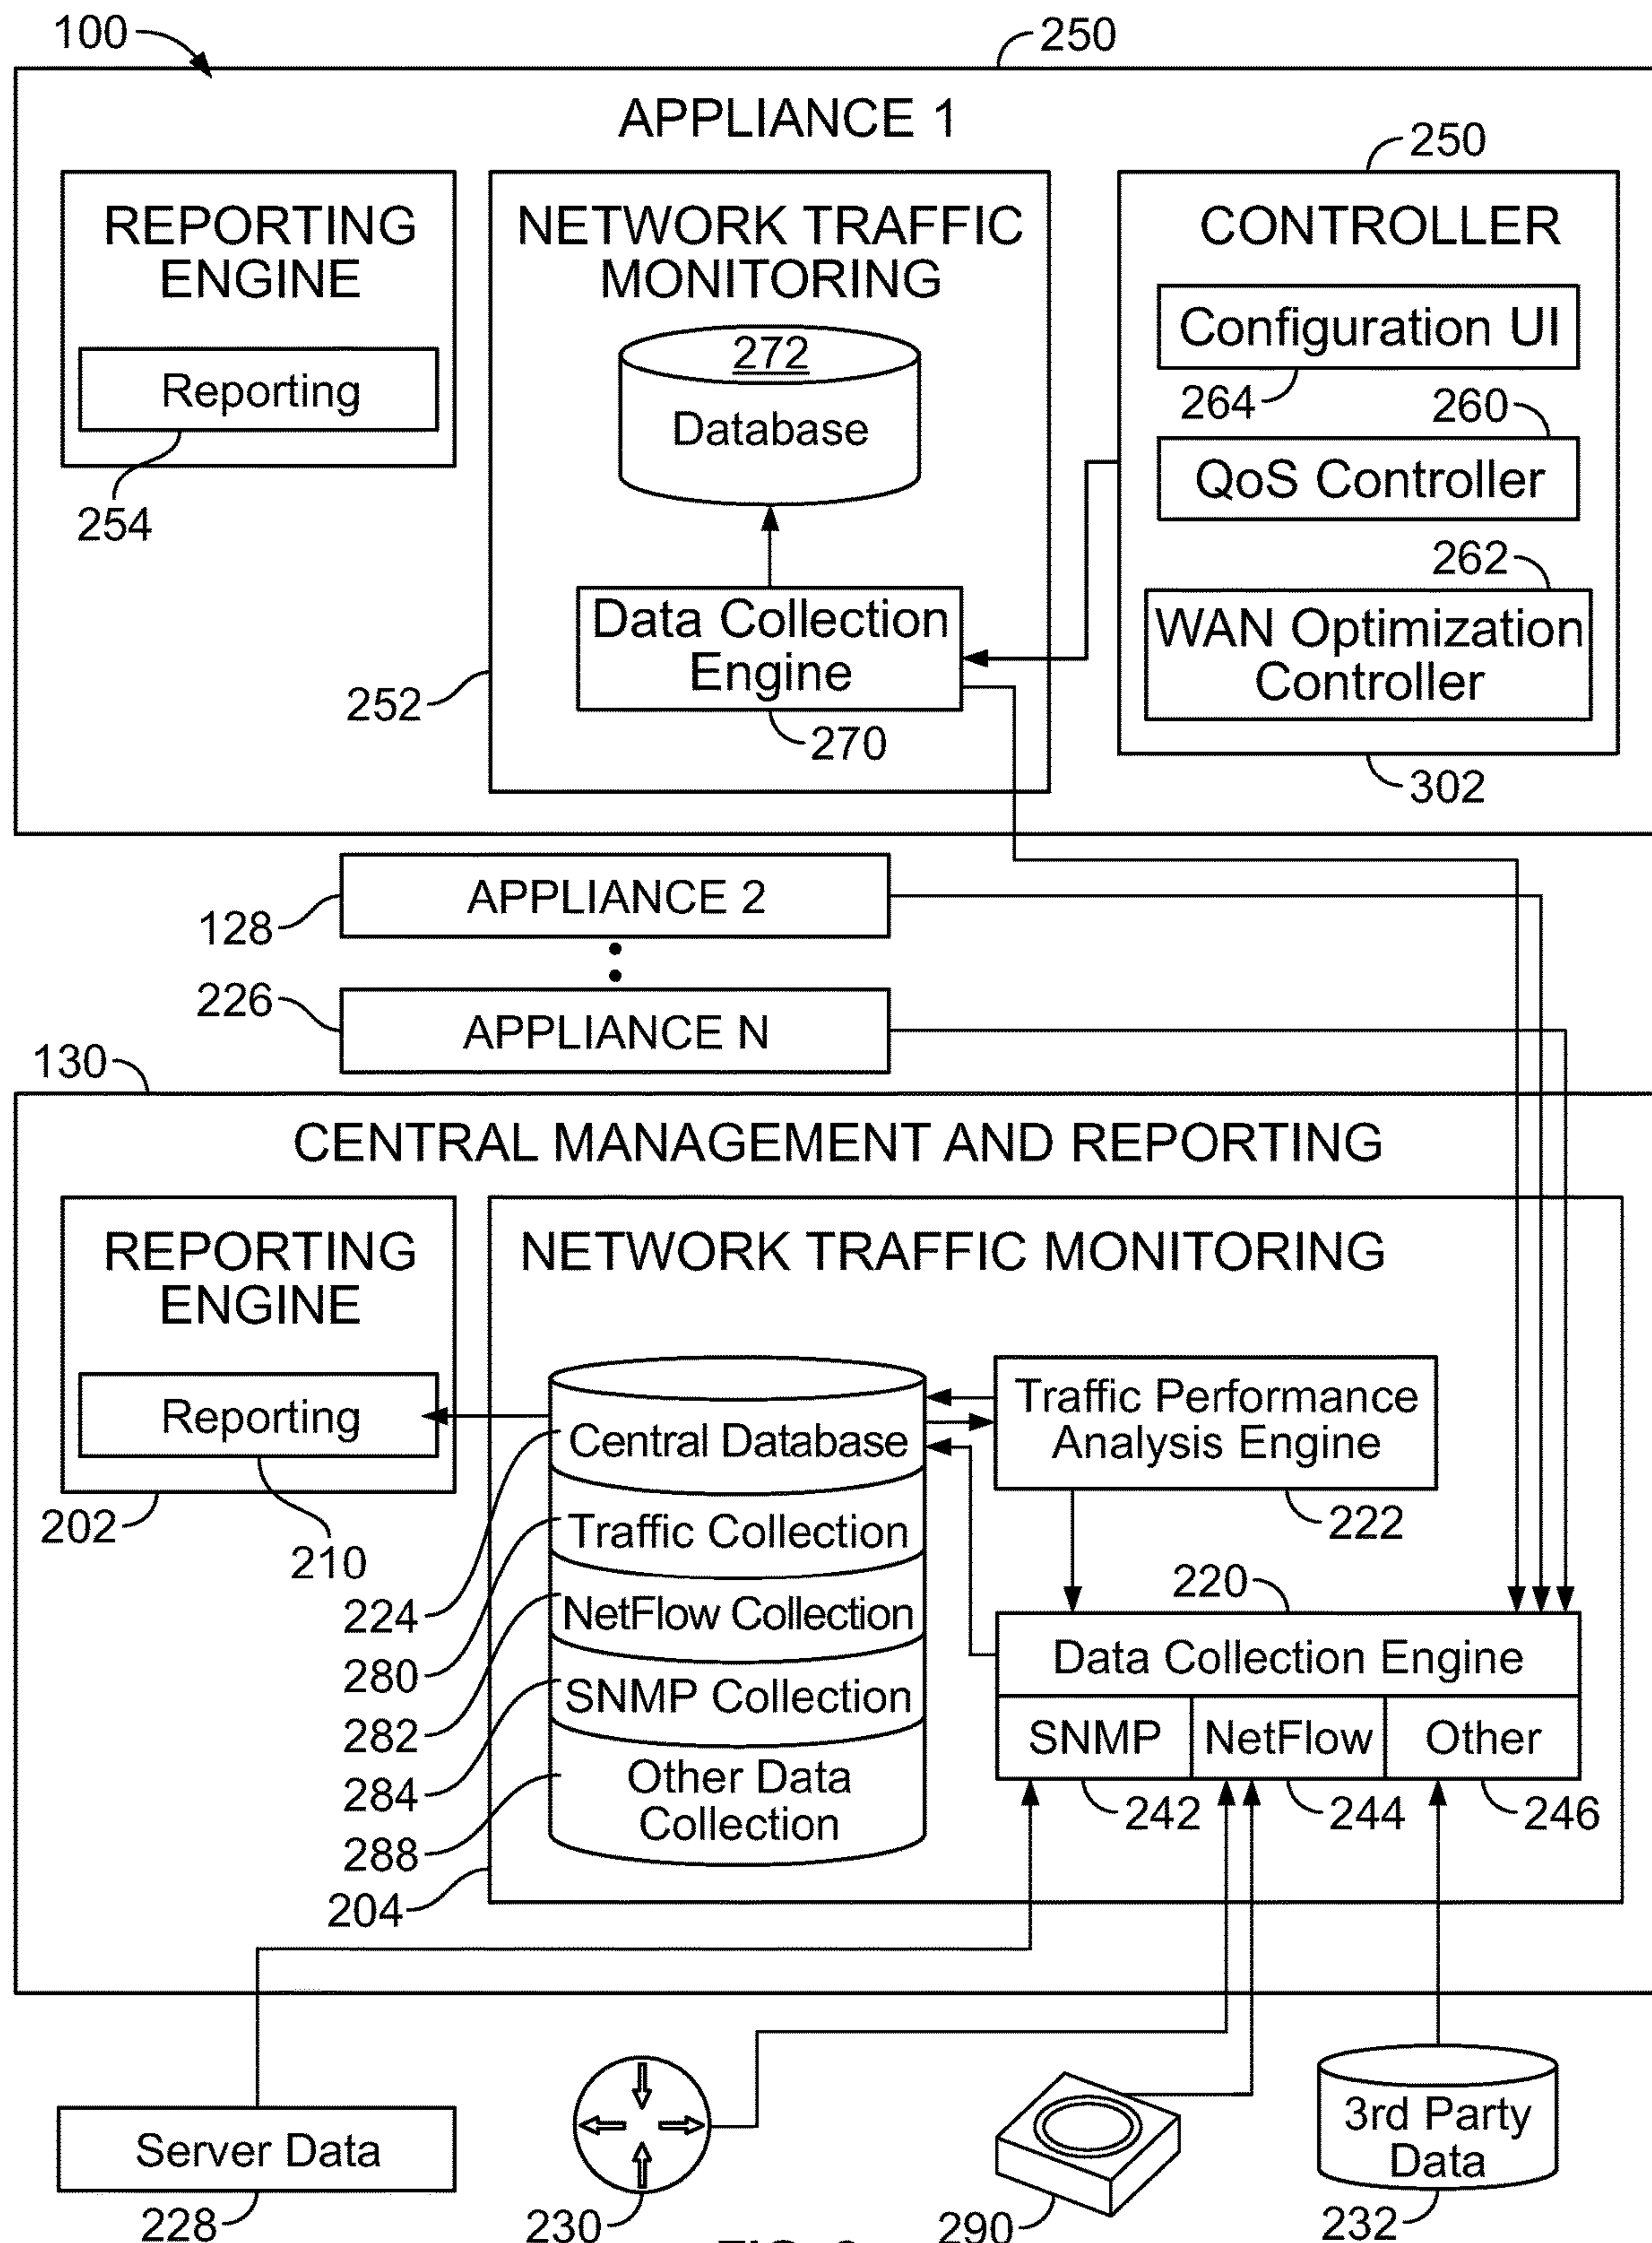 100
250
APPLIANCE 1
250
REPORTING
ENGINE
Reporting
254
NETWORK TRAFFIC
MONITORING
272
Database
Data Collection
Engine
252
270
CONTROLLER
Configuration UI
264
260
QoS Controller
262
WAN Optimization
Controller
302
APPLIANCE 2
128
226
APPLIANCE N
130
CENTRAL MANAGEMENT AND REPORTING
REPORTING
ENGINE
Reporting
202
210
NETWORK TRAFFIC MONITORING
Central Database
Traffic Collection
NetFlow Collection
SNMP Collection
Other Data
Collection
224
280
282
284
288
204
Traffic Performance
Analysis Engine
222
220
Data Collection Engine
SNMP
NetFlow
Other
242
244
246
Server Data
228
230
290
3rd Party
Data
232